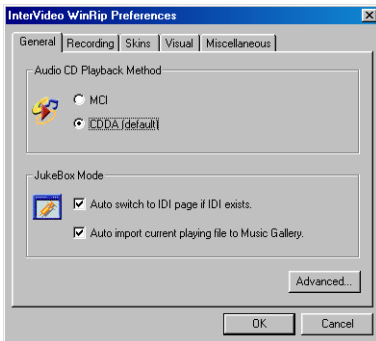 InterVideo WinRip Preferences
General Recording Skins Visual Miscellaneous
Audio CD Playback Method
MCI
CDDA (default)
JukeBox Mode
Auto switch to IDI page if IDI exists.
Auto import current playing file to Music Gallery.
Advanced...
OK Cancel